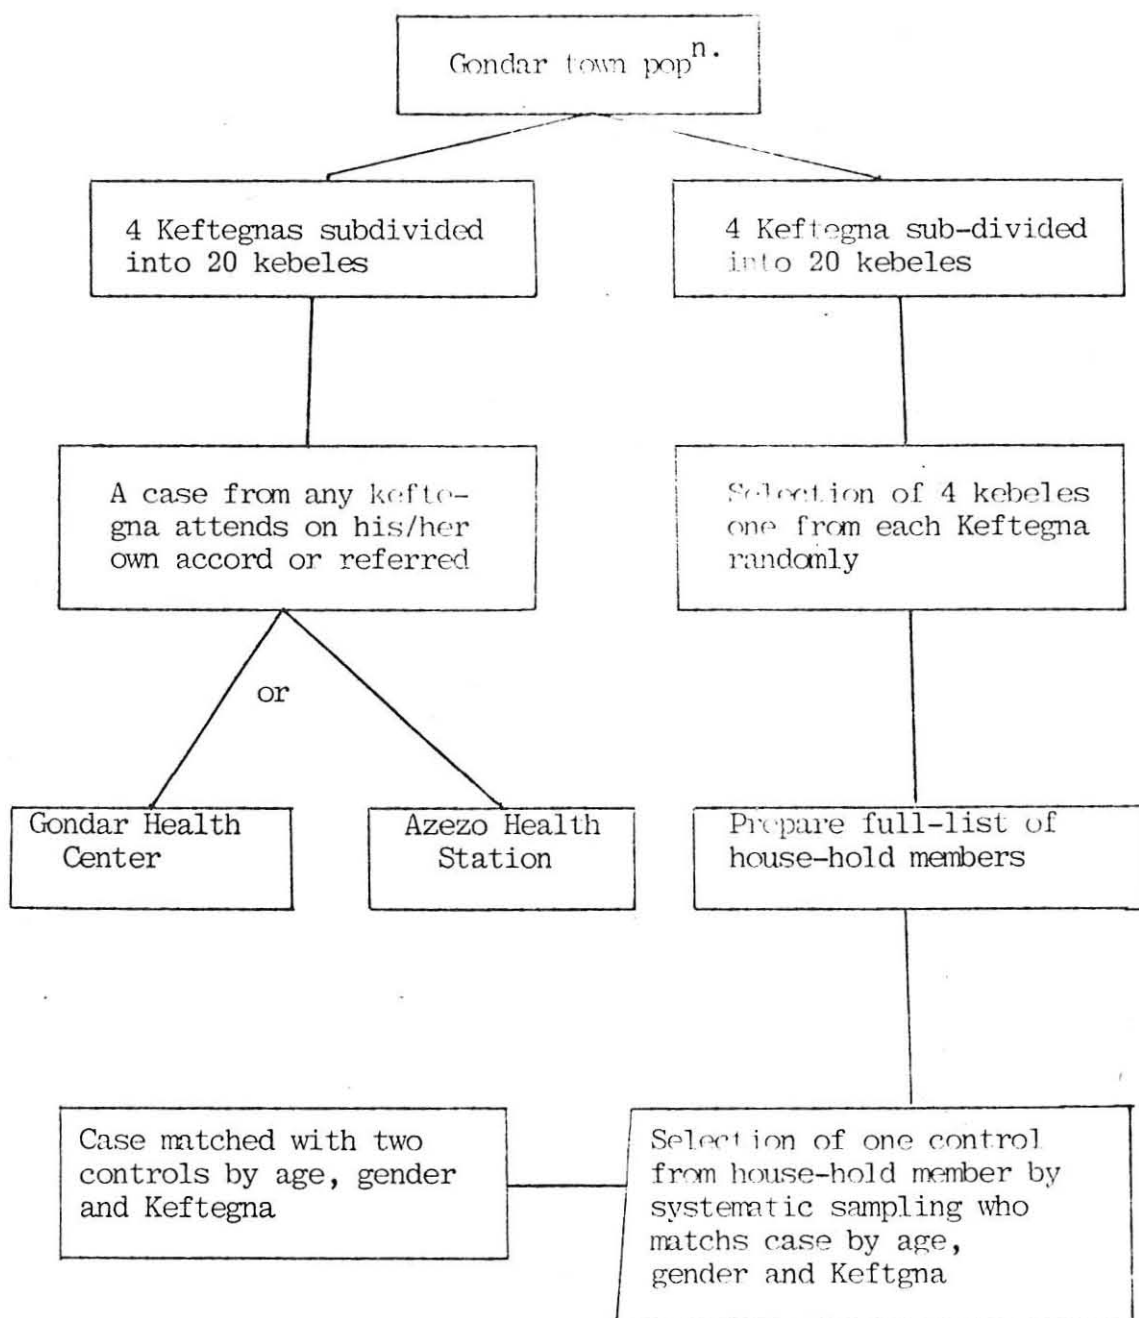 Gondar town popⁿ.
4 Keftegnas subdivided
into 20 kebeles
4 Keftegna sub-divided
into 20 kebeles
A case from any kefte-
gna attends on his/her
own accord or referred
Selection of 4 kebeles
one from each Keftegna
randomly
or
Gondar Health
Center
Azezo Health
Station
Prepare full-list of
house-hold members
Case matched with two
controls by age, gender
and Keftegna
Selection of one control
from house-hold member by
systematic sampling who
matchs case by age,
gender and Keftgna